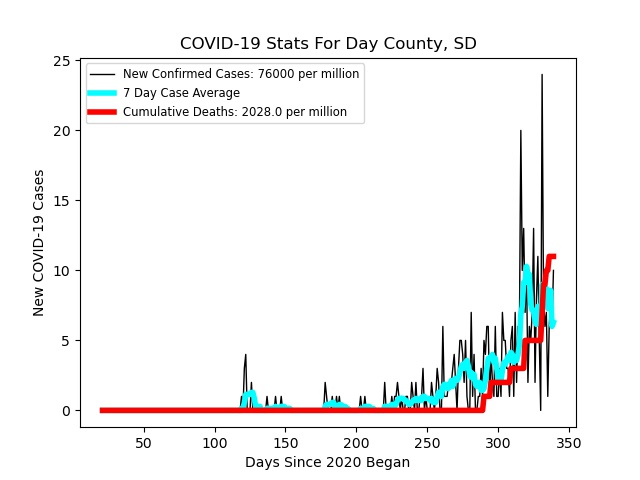 COVID-19 Stats For Day County, SD
New Confirmed Cases: 76000 per million
7 Day Case Average
Cumulative Deaths: 2028.0 per million
New COVID-19 Cases
25
20
15
10
5
0
50 100 150 200 250 300 350
Days Since 2020 Began